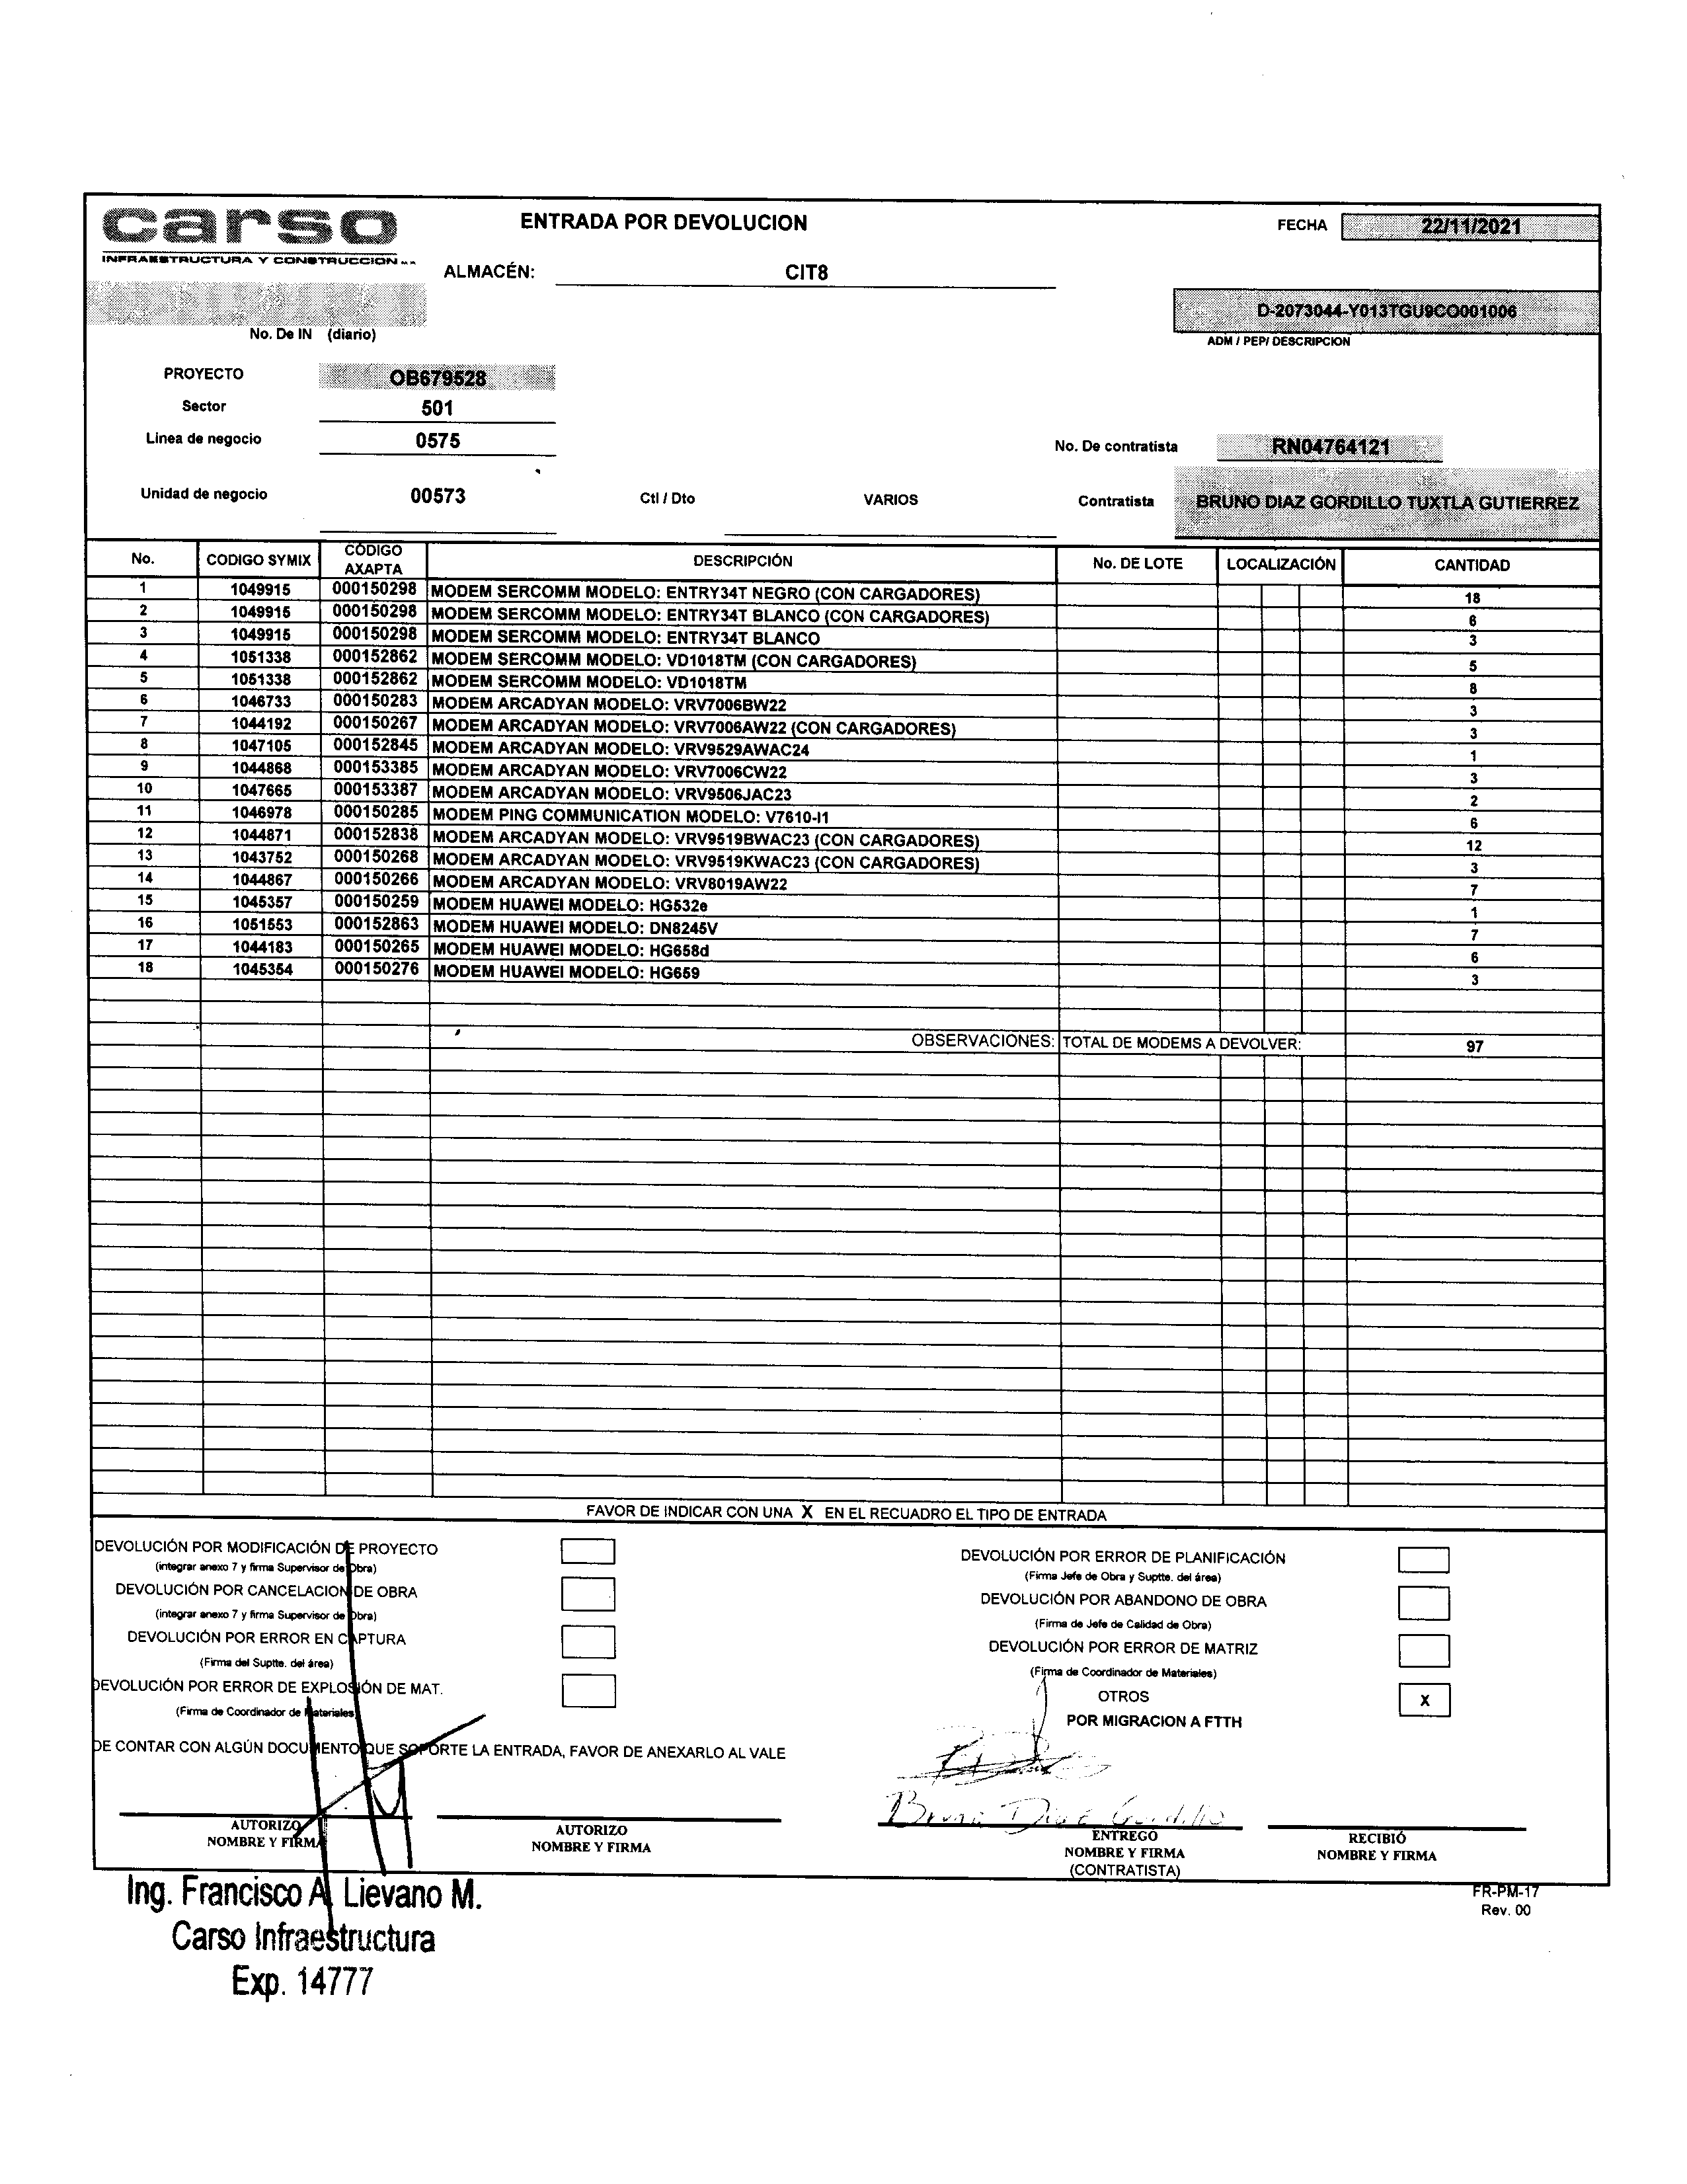 carso
INFRAESTRUCTURA Y CONSTRUCCION
ENTRADA POR DEVOLUCION
FECHA 22/11/2021
ALMACÉN: CIT8
D-2073044-Y013TGU9CO001006
No. De IN (diario)
ADM / PEP/ DESCRIPCION
PROYECTO OB679528
Sector 501
Linea de negocio 0575
No. De contratista RN04764121
Unidad de negocio 00573 Ctl / Dto VARIOS Contratista BRUNO DIAZ GORDILLO TUXTLA GUTIERREZ
No. CODIGO SYMIX CÓDIGO AXAPTA DESCRIPCIÓN No. DE LOTE LOCALIZACIÓN CANTIDAD
1 1049915 000150298 MODEM SERCOMM MODELO: ENTRY34T NEGRO (CON CARGADORES) 18
2 1049915 000150298 MODEM SERCOMM MODELO: ENTRY34T BLANCO (CON CARGADORES) 6
3 1049915 000150298 MODEM SERCOMM MODELO: ENTRY34T BLANCO 3
4 1051338 000152862 MODEM SERCOMM MODELO: VD1018TM (CON CARGADORES) 5
5 1051338 000152862 MODEM SERCOMM MODELO: VD1018TM 8
6 1046733 000150283 MODEM ARCADYAN MODELO: VRV7006BW22 3
7 1044192 000150267 MODEM ARCADYAN MODELO: VRV7006AW22 (CON CARGADORES) 3
8 1047105 000152845 MODEM ARCADYAN MODELO: VRV9529AWAC24 1
9 1044868 000153385 MODEM ARCADYAN MODELO: VRV7006CW22 3
10 1047665 000153387 MODEM ARCADYAN MODELO: VRV9506JAC23 2
11 1046978 000150285 MODEM PING COMMUNICATION MODELO: V7610-I1 6
12 1044871 000152838 MODEM ARCADYAN MODELO: VRV9519BWAC23 (CON CARGADORES) 12
13 1043752 000150268 MODEM ARCADYAN MODELO: VRV9519KWAC23 (CON CARGADORES) 3
14 1044867 000150266 MODEM ARCADYAN MODELO: VRV8019AW22 7
15 1045357 000150259 MODEM HUAWEI MODELO: HG532e 1
16 1051553 000152863 MODEM HUAWEI MODELO: DN8245V 7
17 1044183 000150265 MODEM HUAWEI MODELO: HG658d 6
18 1045354 000150276 MODEM HUAWEI MODELO: HG659 3
OBSERVACIONES: TOTAL DE MODEMS A DEVOLVER: 97
FAVOR DE INDICAR CON UNA X EN EL RECUADRO EL TIPO DE ENTRADA
DEVOLUCIÓN POR MODIFICACIÓN DE PROYECTO
(integrar anexo 7 y firma Supervisor de Obra)
DEVOLUCIÓN POR CANCELACION DE OBRA
(integrar anexo 7 y firma Supervisor de Obra)
DEVOLUCIÓN POR ERROR EN CAPTURA
(Firma del Suptte. del área)
DEVOLUCIÓN POR ERROR DE EXPLOSIÓN DE MAT.
(Firma de Coordinador de Materiales
DEVOLUCIÓN POR ERROR DE PLANIFICACIÓN
(Firma Jefe de Obra y Suptte. del área)
DEVOLUCIÓN POR ABANDONO DE OBRA
(Firma de Jefe de Calidad de Obra)
DEVOLUCIÓN POR ERROR DE MATRIZ
(Firma de Coordinador de Materiales)
OTROS X
POR MIGRACION A FTTH
DE CONTAR CON ALGÚN DOCUMENTO QUE SOPORTE LA ENTRADA, FAVOR DE ANEXARLO AL VALE
Bruno Diaz Gordillo
AUTORIZO
NOMBRE Y FIRMA
AUTORIZO
NOMBRE Y FIRMA
ENTREGÓ
NOMBRE Y FIRMA
(CONTRATISTA)
RECIBIÓ
NOMBRE Y FIRMA
Ing. Francisco A. Lievano M.
Carso Infraestructura
Exp. 14777
FR-PM-17
Rev. 00